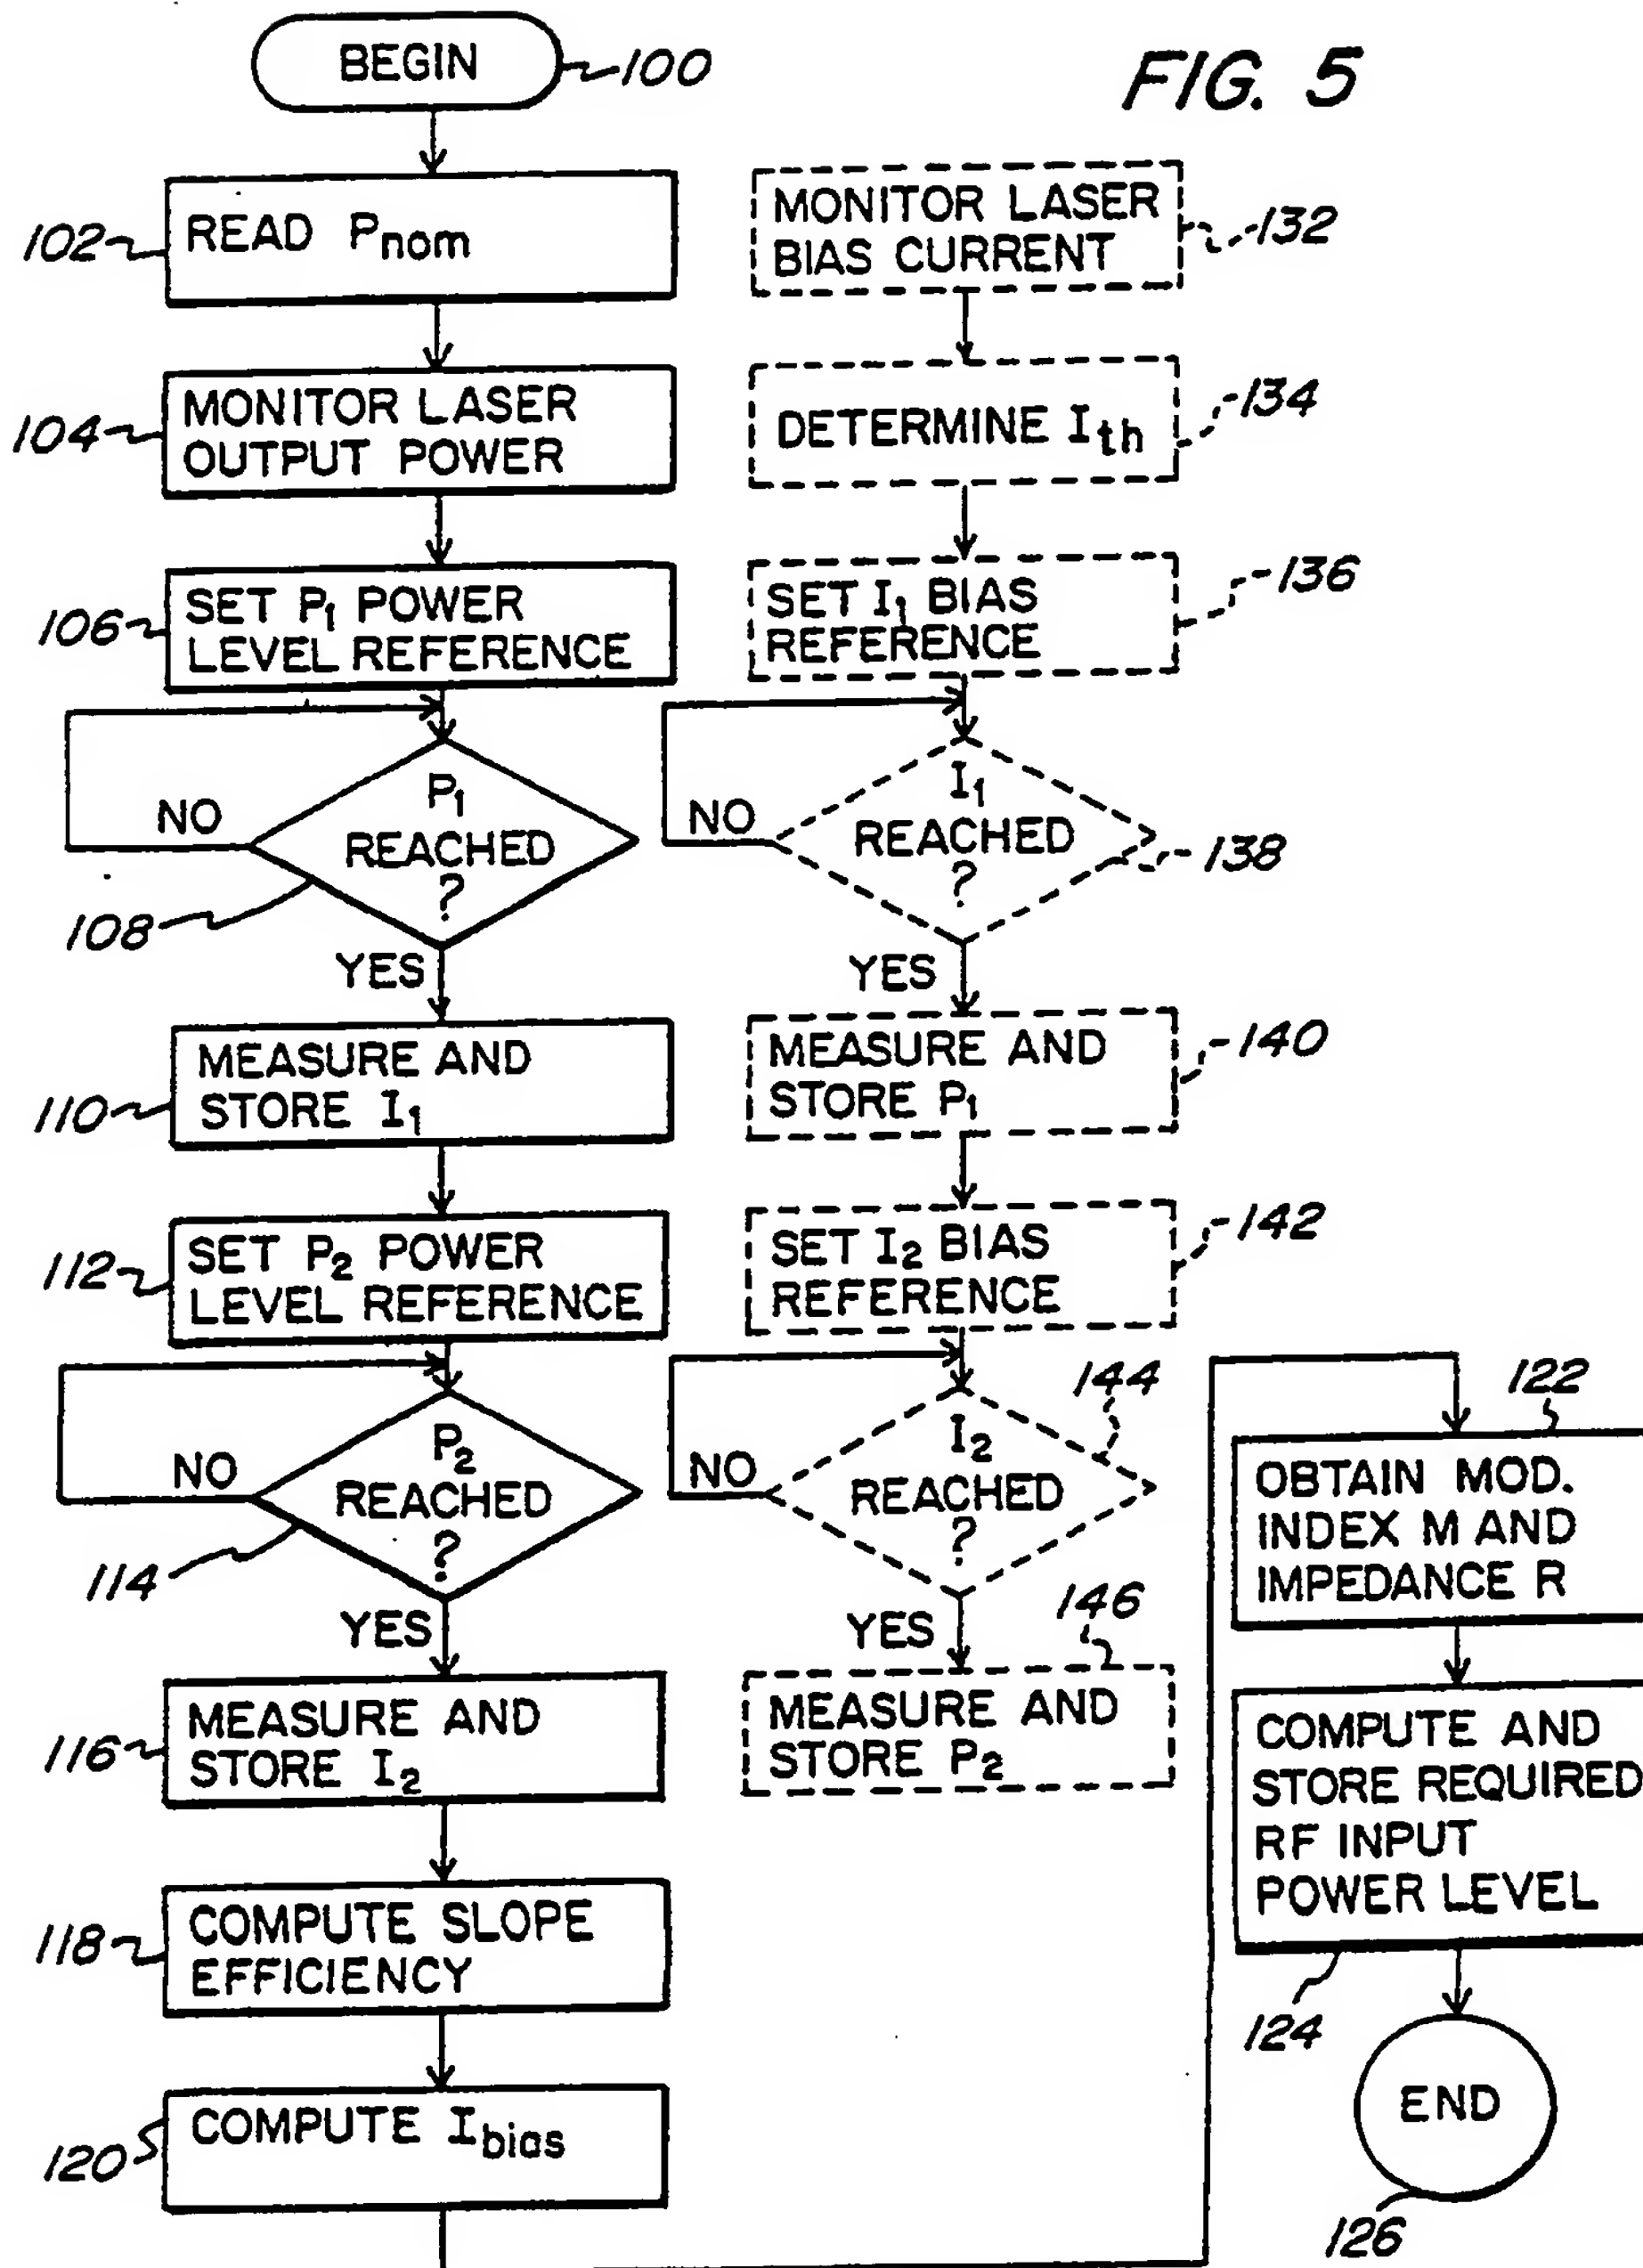 FIG. 5
BEGIN
100
READ Pnom
102
MONITOR LASER
OUTPUT POWER
104
SET P1 POWER
LEVEL REFERENCE
106
P1
REACHED
?
NO
108
YES
MEASURE AND
STORE I1
110
SET P2 POWER
LEVEL REFERENCE
112
P2
REACHED
?
NO
114
YES
MEASURE AND
STORE I2
116
COMPUTE SLOPE
EFFICIENCY
118
COMPUTE Ibias
120
MONITOR LASER
BIAS CURRENT
132
DETERMINE Ith
134
SET I1 BIAS
REFERENCE
136
I1
REACHED
?
NO
138
YES
MEASURE AND
STORE P1
140
SET I2 BIAS
REFERENCE
142
I2
REACHED
?
NO
144
YES
MEASURE AND
STORE P2
146
122
OBTAIN MOD.
INDEX M AND
IMPEDANCE R
COMPUTE AND
STORE REQUIRED
RF INPUT
POWER LEVEL
124
END
126